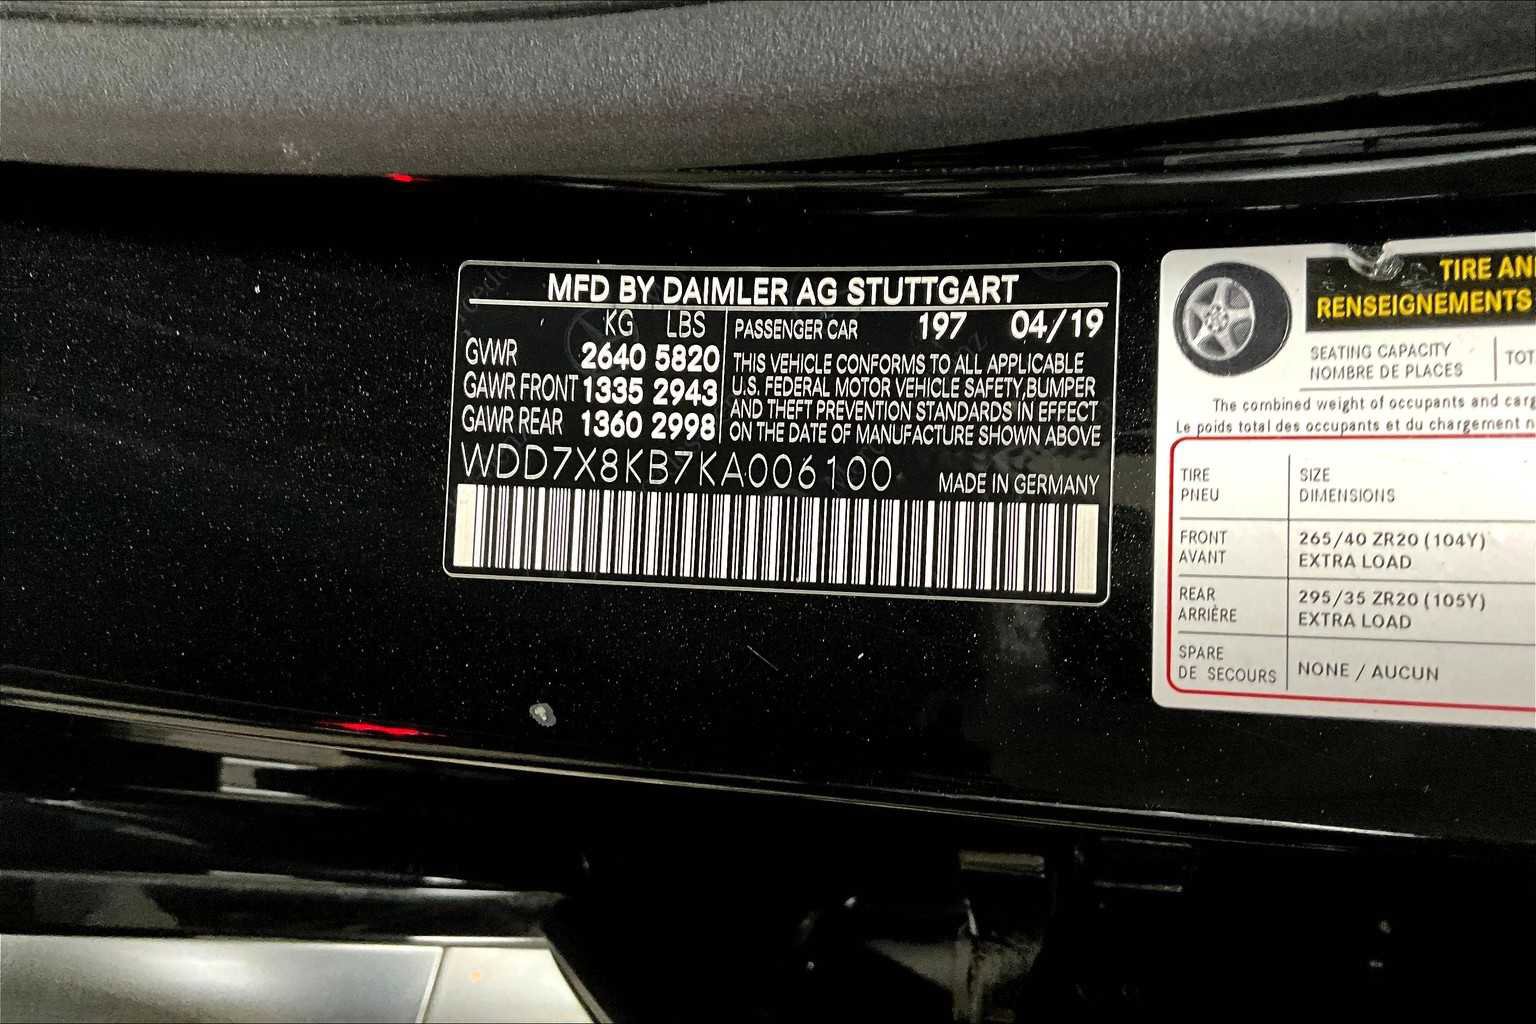 MFD BY DAIMLER AG STUTTGART
KG LBS
GVWR 2640 5820
GAWR FRONT 1335 2943
GAWR REAR 1360 2998
PASSENGER CAR 197 04/19
THIS VEHICLE CONFORMS TO ALL APPLICABLE
U.S. FEDERAL MOTOR VEHICLE SAFETY,BUMPER
AND THEFT PREVENTION STANDARDS IN EFFECT
ON THE DATE OF MANUFACTURE SHOWN ABOVE
WDD7X8KB7KA006100
MADE IN GERMANY
TIRE AN
RENSEIGNEMENTS
SEATING CAPACITY
NOMBRE DE PLACES
TOT
The combined weight of occupants and carg
Le poids total des occupants et du chargement n
TIRE SIZE
PNEU DIMENSIONS
FRONT 265/40 ZR20 (104Y)
AVANT EXTRA LOAD
REAR 295/35 ZR20 (105Y)
ARRIÈRE EXTRA LOAD
SPARE
DE SECOURS NONE / AUCUN